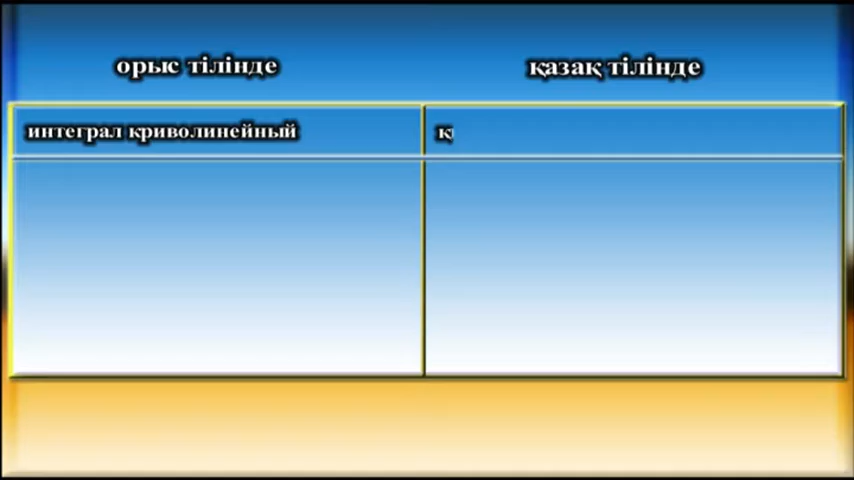 орыс тілінде
қазақ тілінде
интеграл криволинейный
қ